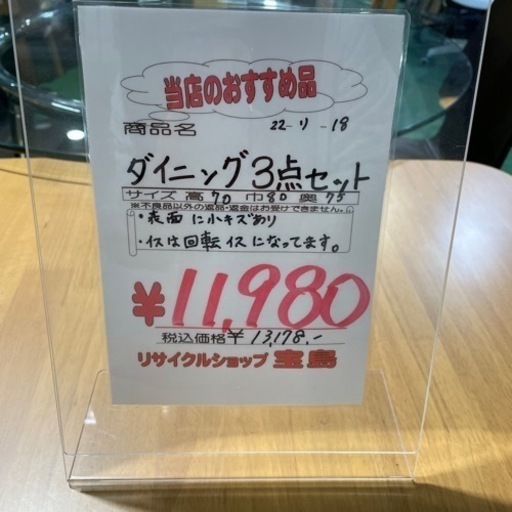 当店のおすすめ品
商品名 22-リ-18
ダイニング3点セット
サイズ 高70 巾80 奥75
※不良品以外の返品・返金はお受けできません。
・表面に小キズあり
・イスは回転イスになってます。
¥11,980
税込価格¥ 13,178.-
リサイクルショップ 宝島